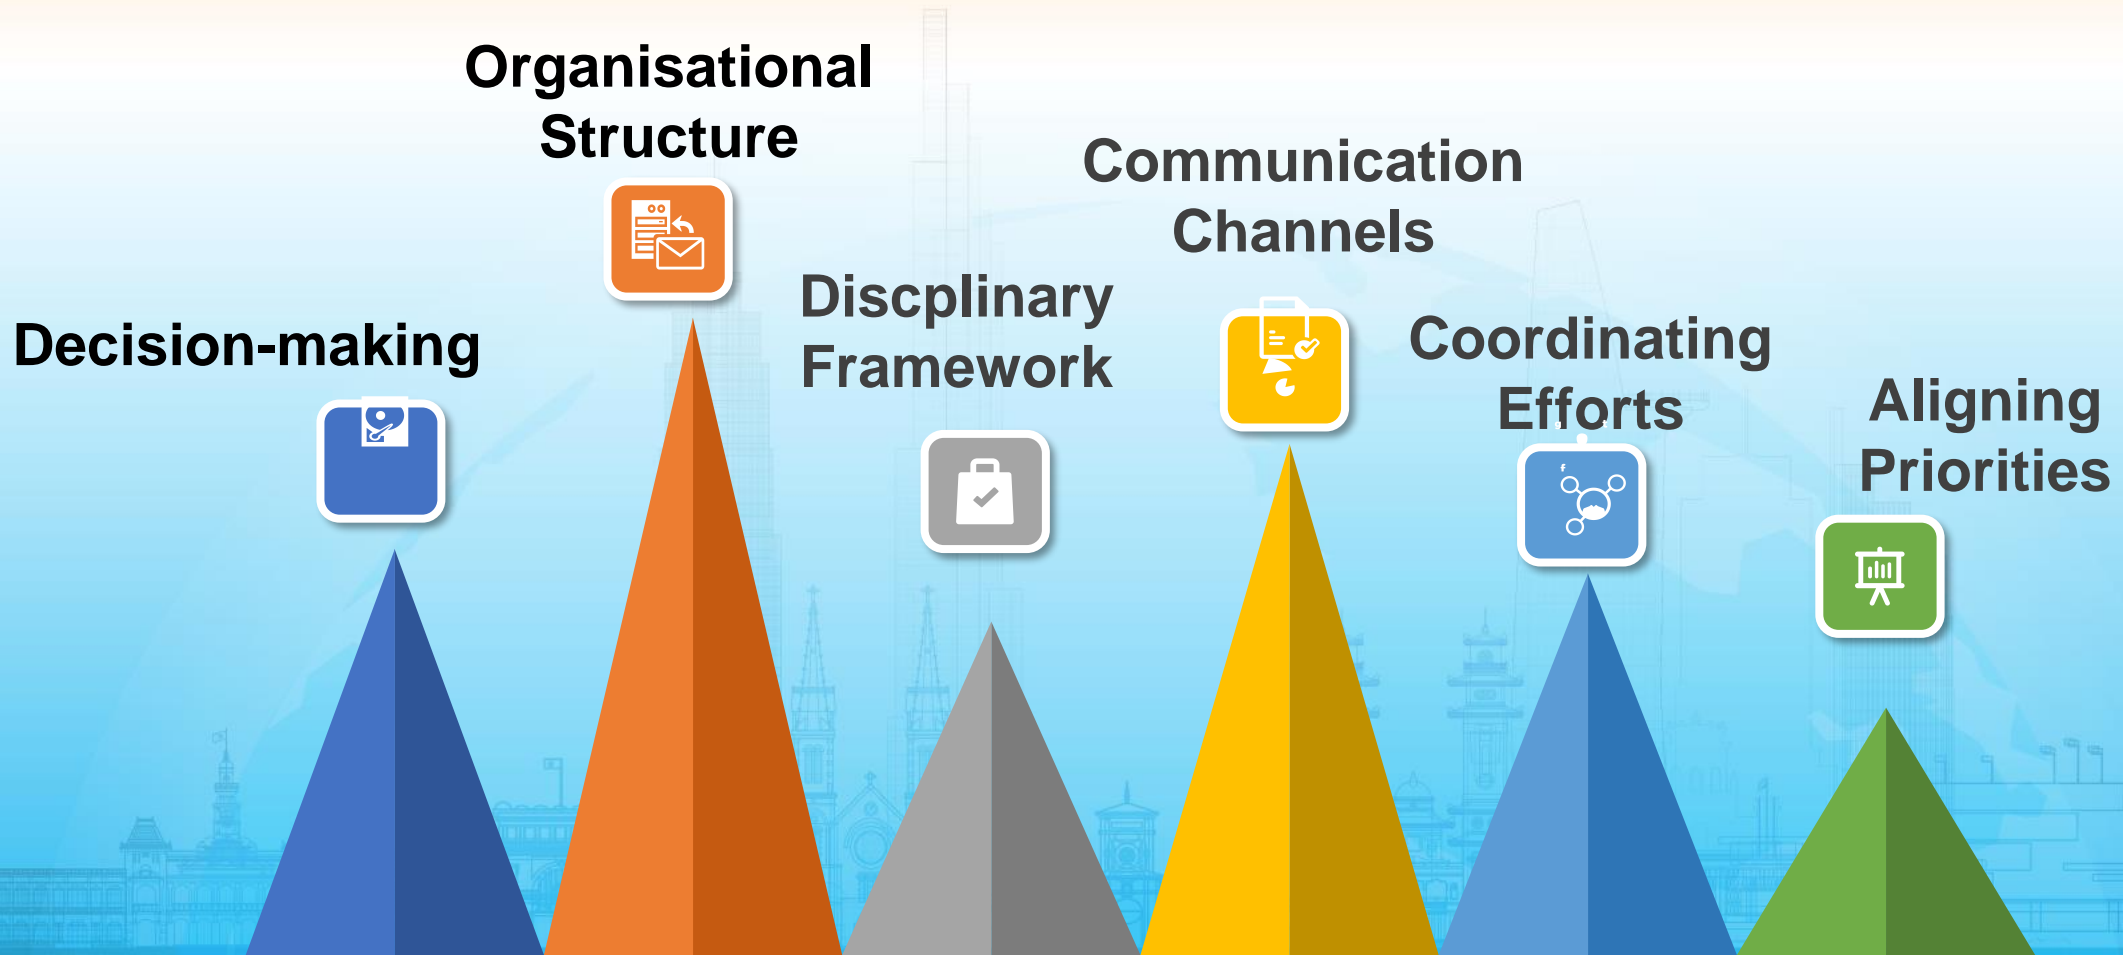 Organisational
Structure
Communication
Channels
Discplinary
Framework
Decision-making
Coordinating
Efforts
Aligning
Priorities
f